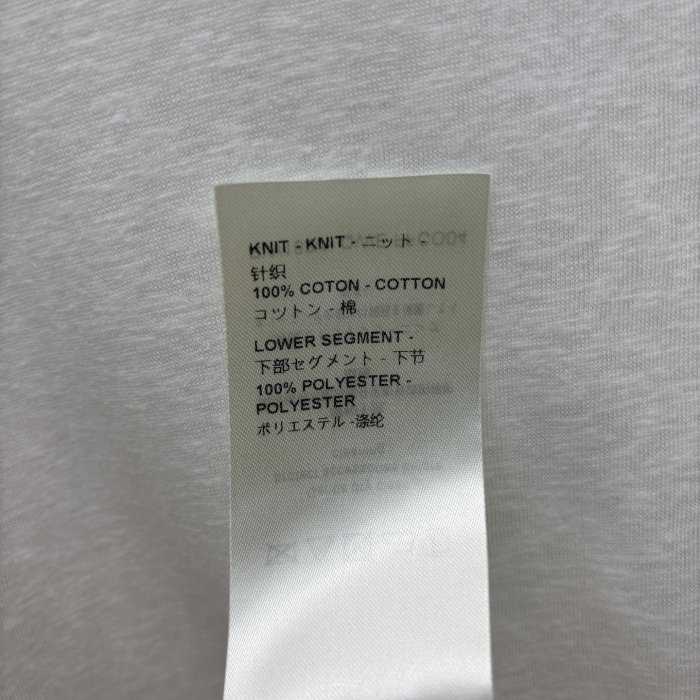 KNIT - KNIT - ニット -
针织
100% COTON - COTTON
コットン - 棉
LOWER SEGMENT -
下部セグメント - 下节
100% POLYESTER -
POLYESTER
ポリエステル -涤纶